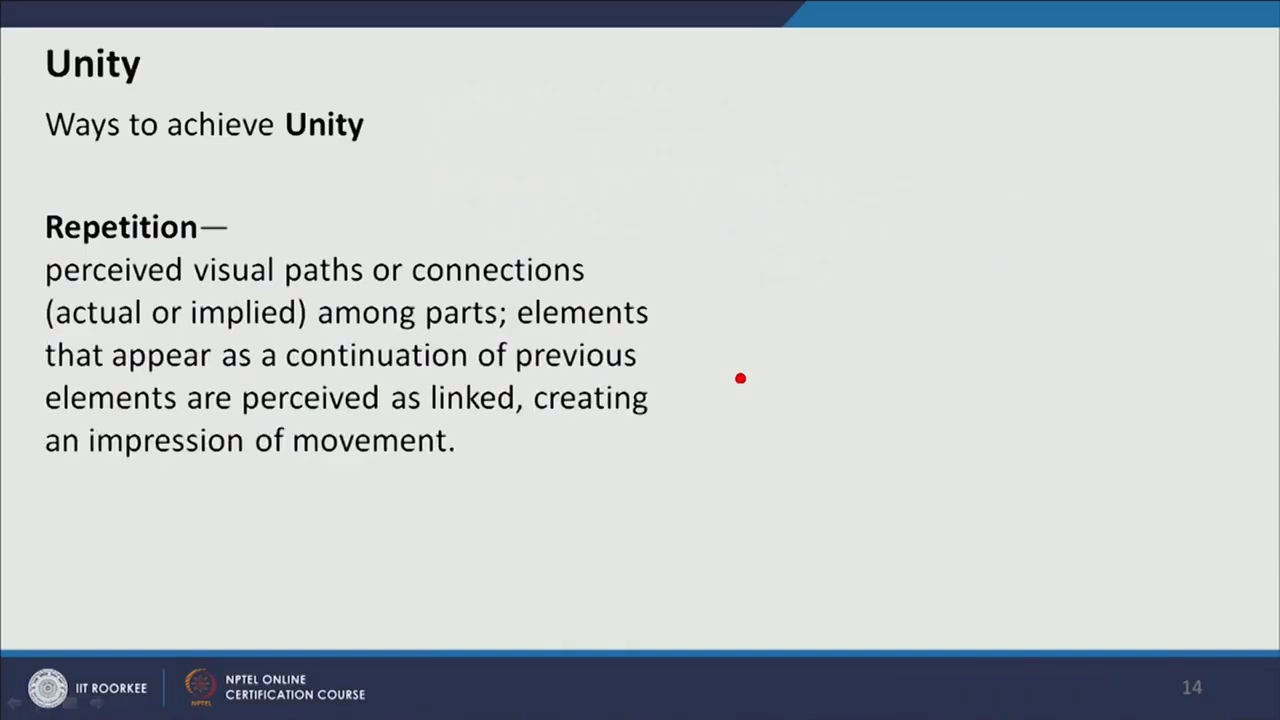 Unity
Ways to achieve Unity
Repetition—
perceived visual paths or connections
(actual or implied) among parts; elements
that appear as a continuation of previous
elements are perceived as linked, creating
an impression of movement.
IIT ROORKEE
NPTEL
NPTEL ONLINE
CERTIFICATION COURSE
14